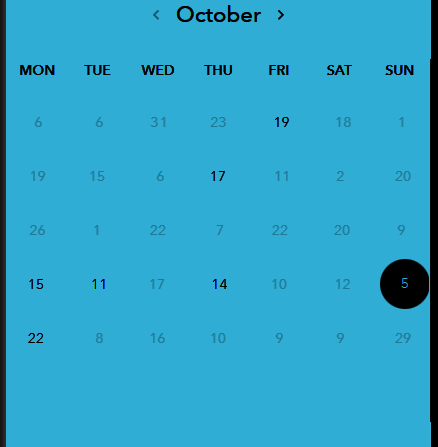 ‹ October ›
MON TUE WED THU FRI SAT SUN
6 6 31 23 19 18 1
19 15 6 17 11 2 20
26 1 22 7 22 20 9
15 11 17 14 10 12 5
22 8 16 10 9 9 29